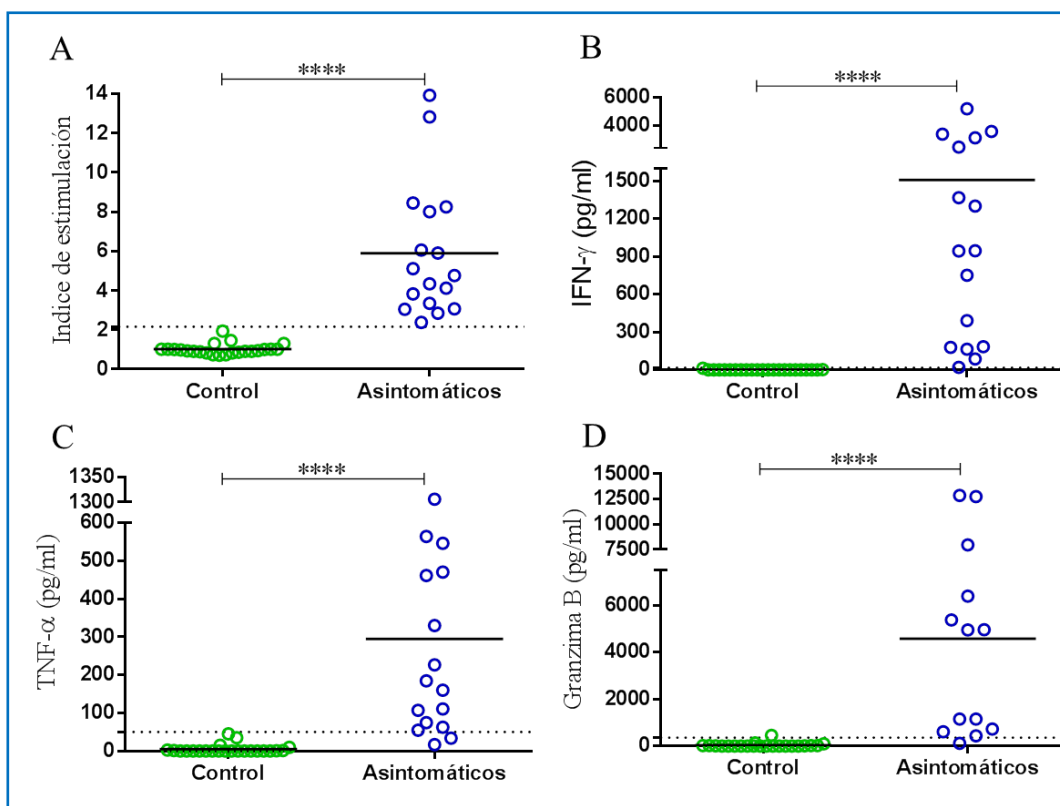 A
****
Indice de estimulación
14
12
10
8
6
4
2
0
Control
Asintomáticos
B
****
IFN-γ (pg/ml)
6000
4000
1500
1200
900
600
300
0
Control
Asintomáticos
C
****
TNF-α (pg/ml)
1350
1300
600
500
400
300
200
100
0
Control
Asintomáticos
D
****
Granzima B (pg/ml)
15000
12500
10000
7500
6000
4000
2000
0
Control
Asintomáticos